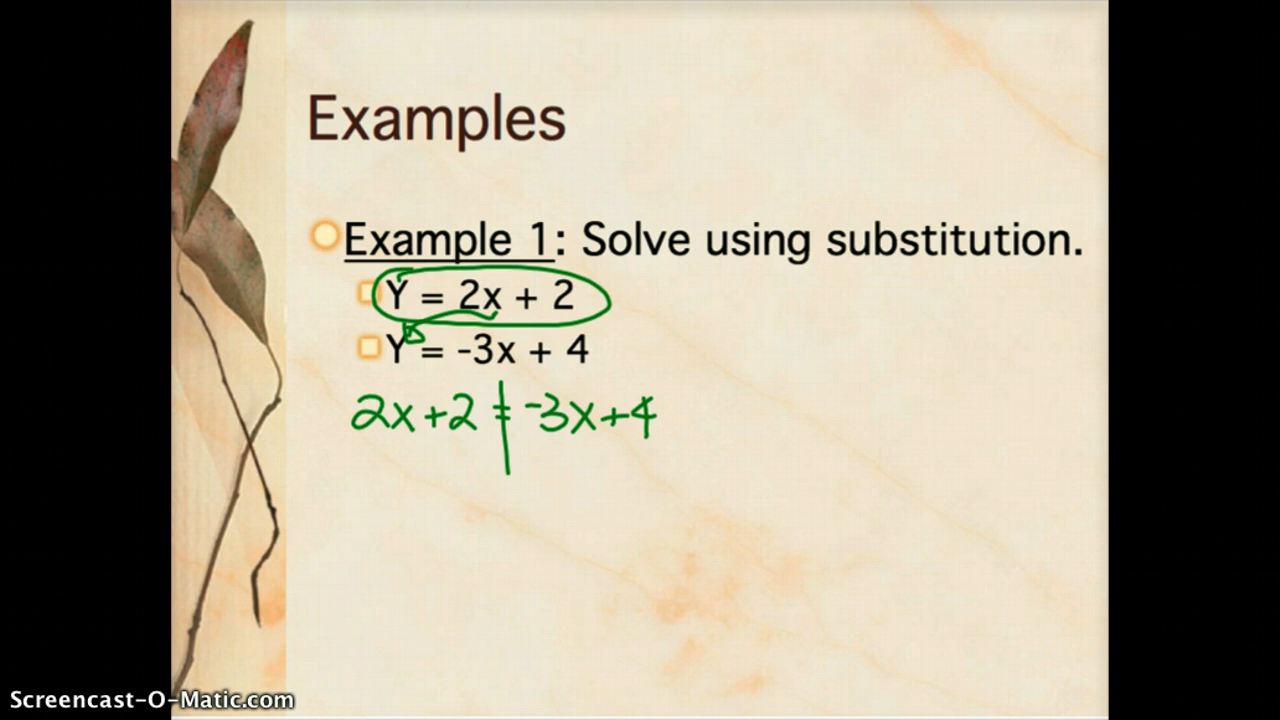 Examples
Example 1: Solve using substitution.
Y = 2x + 2
Y = -3x + 4
2x+2 = -3x+4
Screencast-O-Matic.com